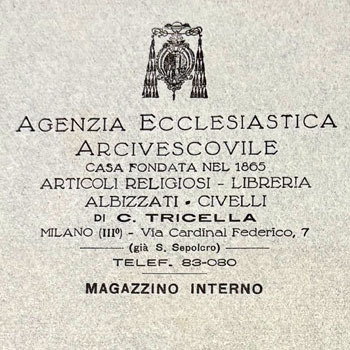 AGENZIA ECCLESIASTICA
ARCIVESCOVILE
CASA FONDATA NEL 1865
ARTICOLI RELIGIOSI - LIBRERIA
ALBIZZATI • CIVELLI
DI C. TRICELLA
MILANO (IIIº) - Via Cardinal Federico, 7
(già S. Sepolcro)
TELEF. 83-080
MAGAZZINO INTERNO